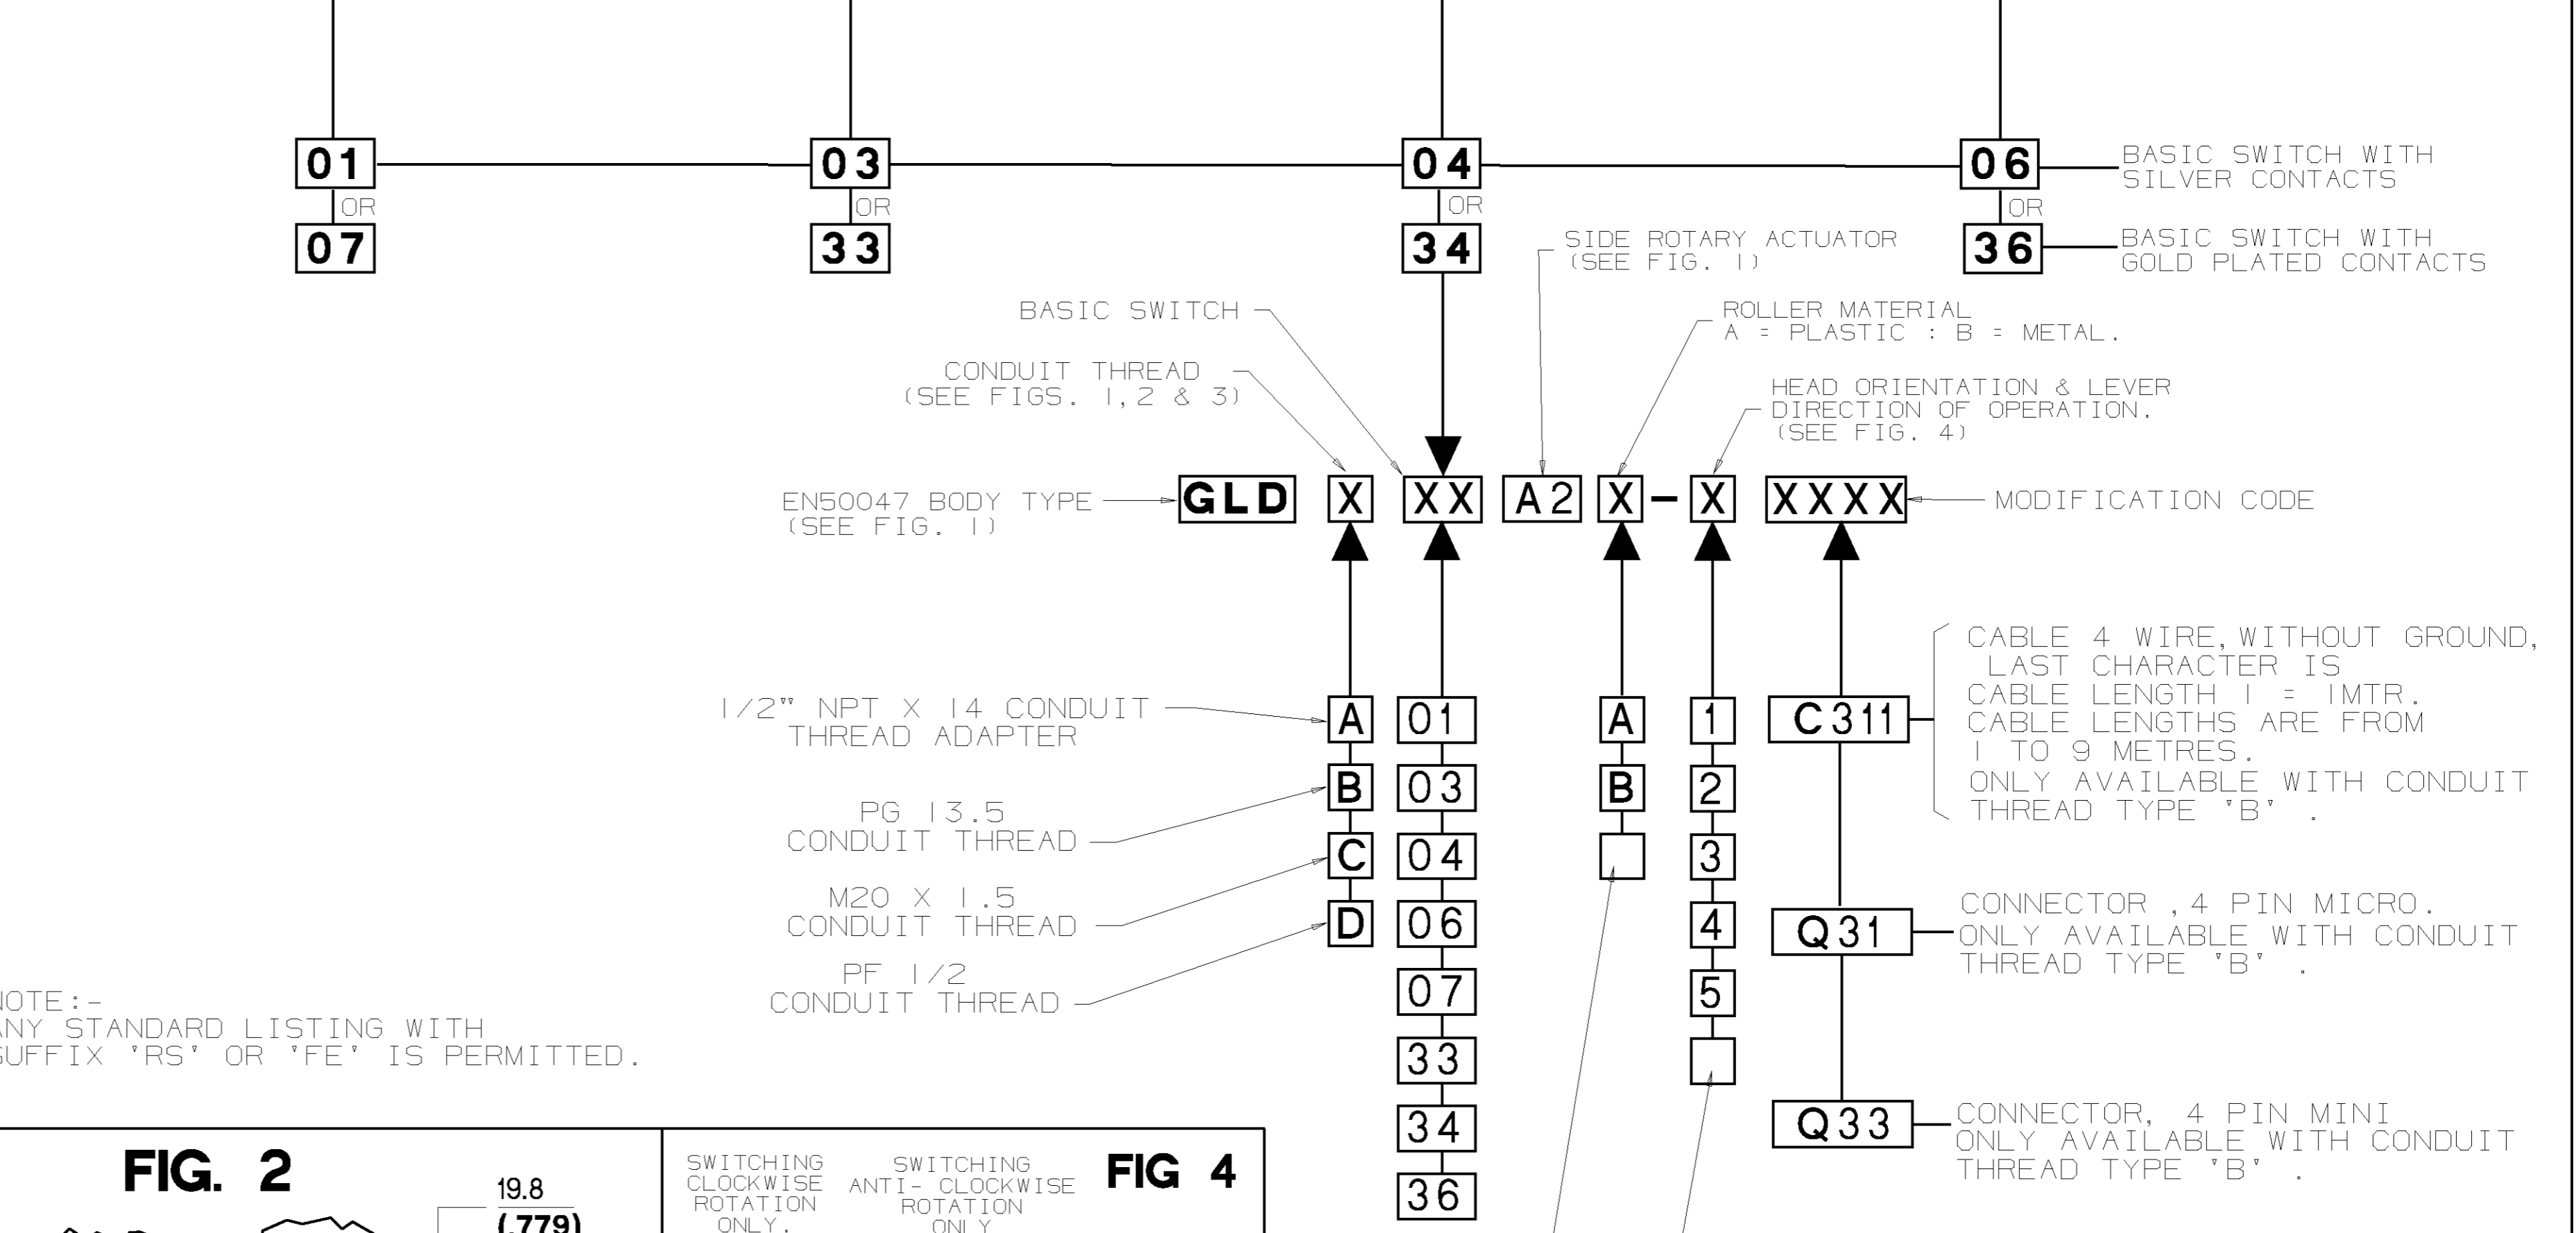 01
03
04
06
BASIC SWITCH WITH
SILVER CONTACTS
OR
OR
OR
OR
07
33
34
36
BASIC SWITCH WITH
GOLD PLATED CONTACTS
SIDE ROTARY ACTUATOR
(SEE FIG. 1)
BASIC SWITCH
ROLLER MATERIAL
A = PLASTIC : B = METAL.
CONDUIT THREAD
(SEE FIGS. 1,2 & 3)
HEAD ORIENTATION & LEVER
DIRECTION OF OPERATION.
(SEE FIG. 4)
EN50047 BODY TYPE
(SEE FIG. 1)
GLD X XX A2 X - X XXXX
MODIFICATION CODE
1/2" NPT X 14 CONDUIT
THREAD ADAPTER
PG 13.5
CONDUIT THREAD
M20 X 1.5
CONDUIT THREAD
PF 1/2
CONDUIT THREAD
A
B
C
D
01
03
04
06
07
33
34
36
A
B
1
2
3
4
5
C311
CABLE 4 WIRE, WITHOUT GROUND,
LAST CHARACTER IS
CABLE LENGTH 1 = 1MTR.
CABLE LENGTHS ARE FROM
1 TO 9 METRES.
ONLY AVAILABLE WITH CONDUIT
THREAD TYPE 'B' .
Q31
CONNECTOR , 4 PIN MICRO.
ONLY AVAILABLE WITH CONDUIT
THREAD TYPE 'B' .
Q33
CONNECTOR, 4 PIN MINI
ONLY AVAILABLE WITH CONDUIT
THREAD TYPE 'B' .
NOTE:-
ANY STANDARD LISTING WITH
SUFFIX 'RS' OR 'FE' IS PERMITTED.
FIG. 2
19.8
(.779)
SWITCHING
CLOCKWISE
ROTATION
ONLY.
SWITCHING
ANTI- CLOCKWISE
ROTATION
ONLY
FIG 4